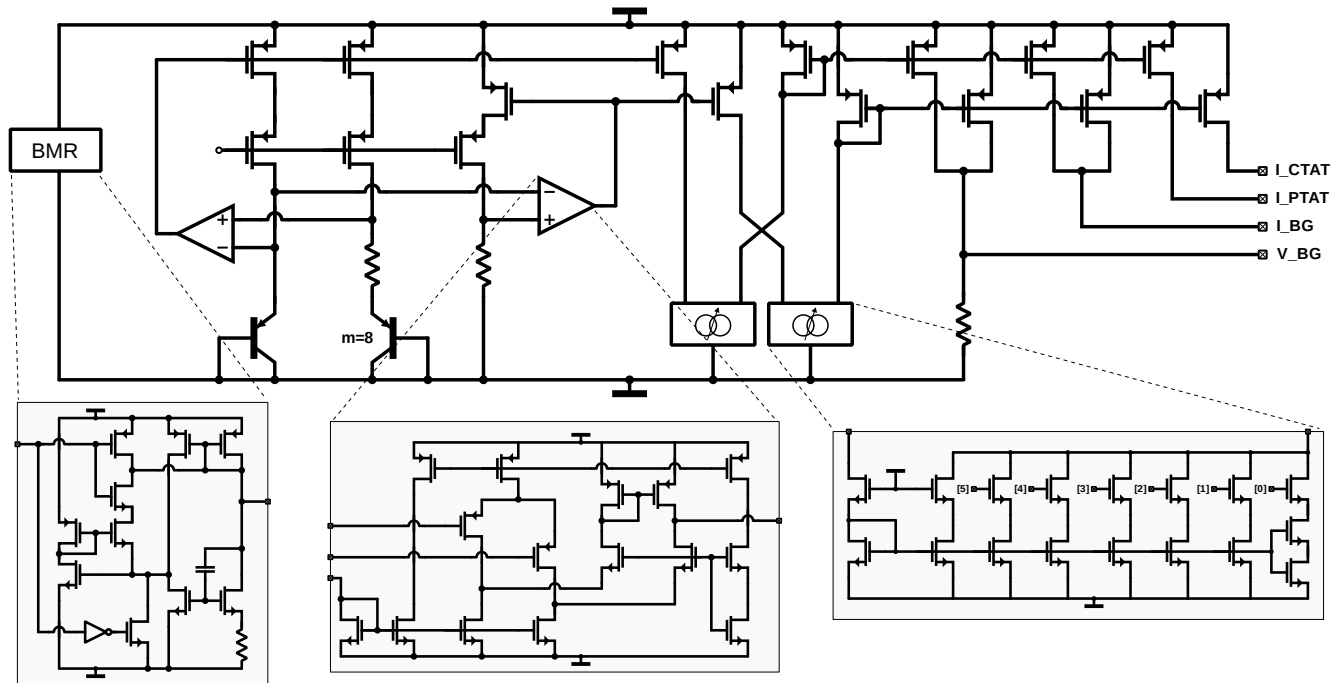 BMR
I_CTAT
I_PTAT
I_BG
V_BG
+
−
−
+
m=8
[5]
[4]
[3]
[2]
[1]
[0]